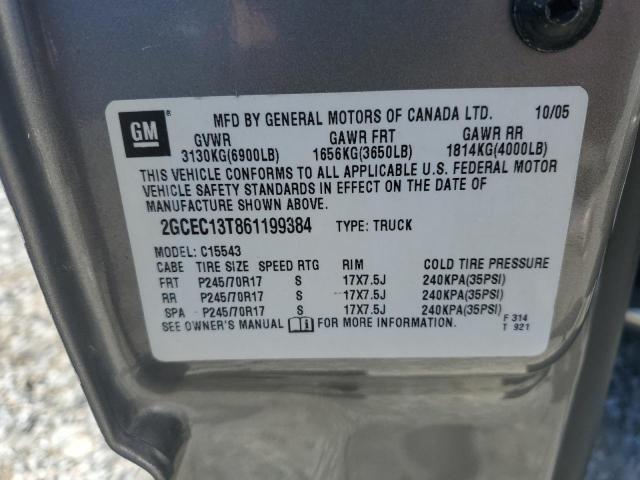 GM ®
MFD BY GENERAL MOTORS OF CANADA LTD. 10/05
GVWR GAWR FRT GAWR RR
3130KG(6900LB) 1656KG(3650LB) 1814KG(4000LB)
THIS VEHICLE CONFORMS TO ALL APPLICABLE U.S. FEDERAL MOTOR
VEHICLE SAFETY STANDARDS IN EFFECT ON THE DATE OF
MANUFACTURE SHOWN ABOVE.
2GCEC13T861199384 TYPE: TRUCK
MODEL: C15543
CABE TIRE SIZE SPEED RTG RIM COLD TIRE PRESSURE
FRT P245/70R17 S 17X7.5J 240KPA(35PSI)
RR P245/70R17 S 17X7.5J 240KPA(35PSI)
SPA P245/70R17 S 17X7.5J 240KPA(35PSI)
SEE OWNER'S MANUAL FOR MORE INFORMATION.
F 314
T 921